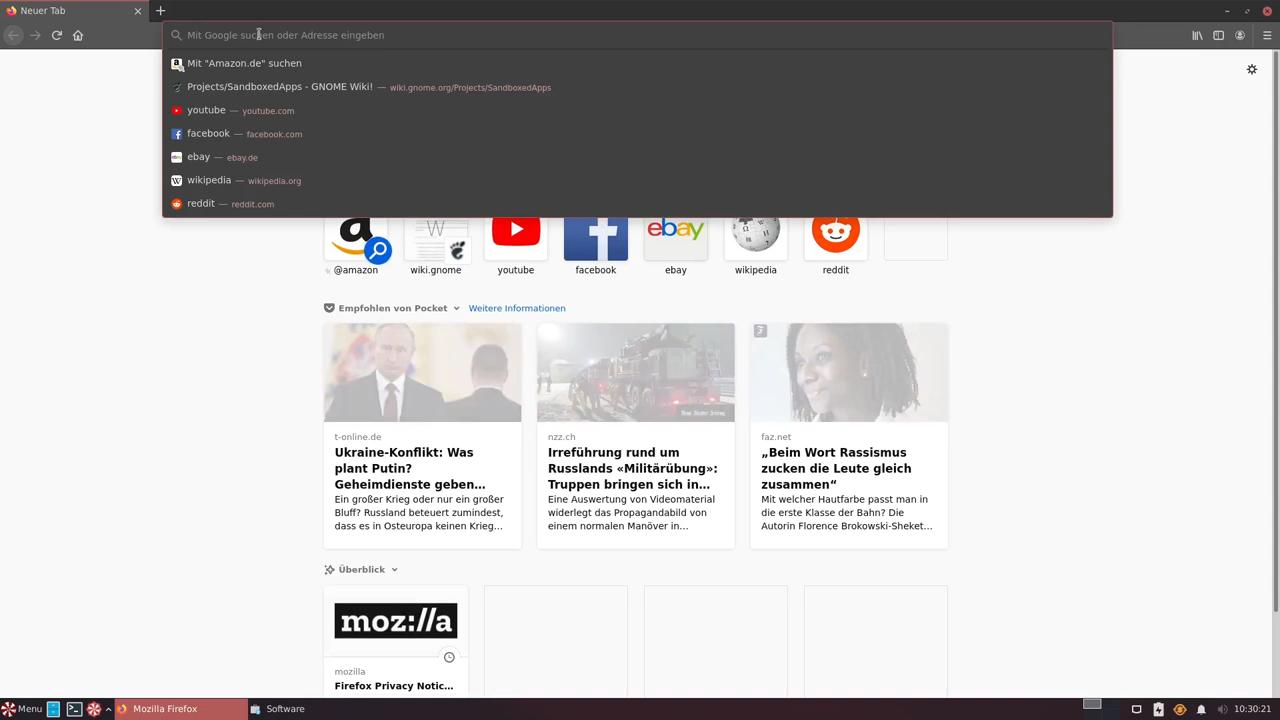 Neuer Tab
Mit Google suchen oder Adresse eingeben
Mit "Amazon.de" suchen
Projects/SandboxedApps - GNOME Wiki! — wiki.gnome.org/Projects/SandboxedApps
youtube — youtube.com
facebook — facebook.com
ebay — ebay.de
wikipedia — wikipedia.org
reddit — reddit.com
@amazon
wiki.gnome
youtube
facebook
ebay
wikipedia
reddit
Empfohlen von Pocket
Weitere Informationen
t-online.de
Ukraine-Konflikt: Was
plant Putin?
Geheimdienste geben...
Ein großer Krieg oder nur ein großer
Bluff? Russland beteuert zumindest,
dass es in Osteuropa keinen Krieg...
nzz.ch
Irreführung rund um
Russlands «Militärübung»:
Truppen bringen sich in...
Eine Auswertung von Videomaterial
widerlegt das Propagandabild von
einem normalen Manöver in...
faz.net
„Beim Wort Rassismus
zucken die Leute gleich
zusammen“
Mit welcher Hautfarbe passt man in
die erste Klasse der Bahn? Die
Autorin Florence Brokowski-Sheket...
Überblick
moz://a
mozilla
Firefox Privacy Notic...
Menu
Mozilla Firefox
Software
10:30:21